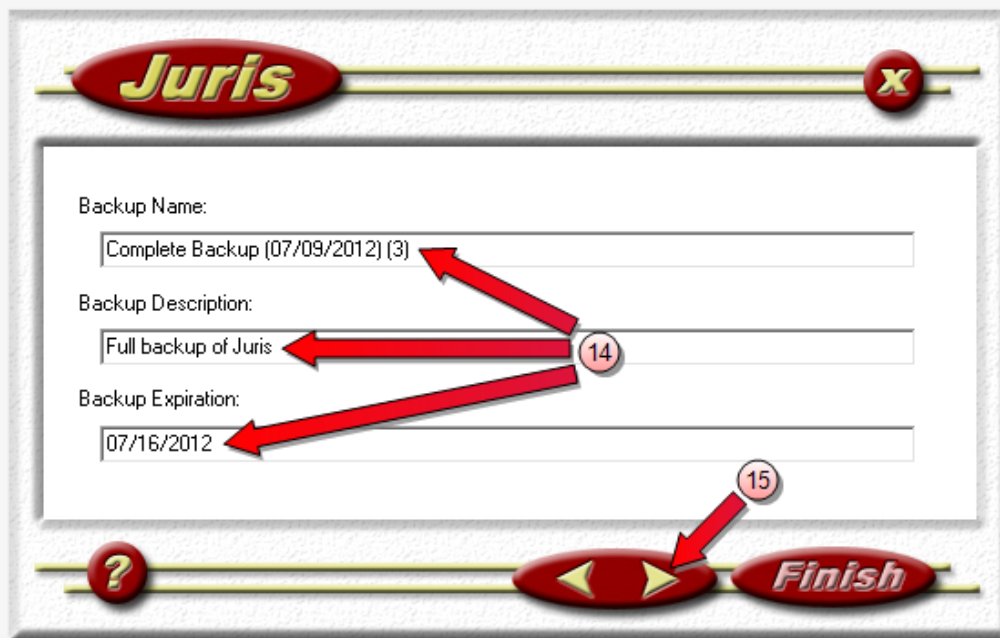 Juris
x
Backup Name:
Complete Backup (07/09/2012) (3)
Backup Description:
Full backup of Juris
14
Backup Expiration:
07/16/2012
15
?
Finish